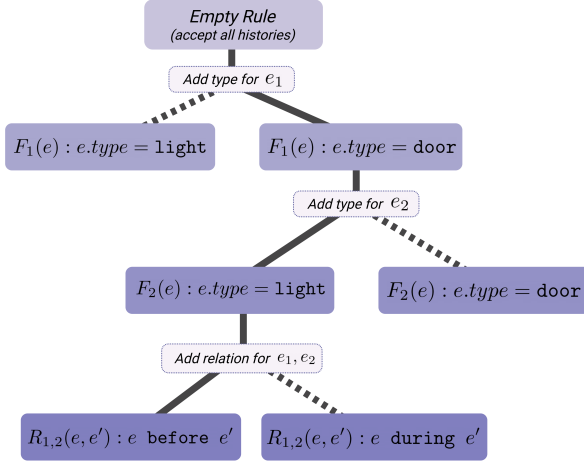 Empty Rule
(accept all histories)
Add type for e₁
F₁(e) : e.type = light
F₁(e) : e.type = door
Add type for e₂
F₂(e) : e.type = light
F₂(e) : e.type = door
Add relation for e₁, e₂
R₁,₂(e, e′) : e before e′
R₁,₂(e, e′) : e during e′